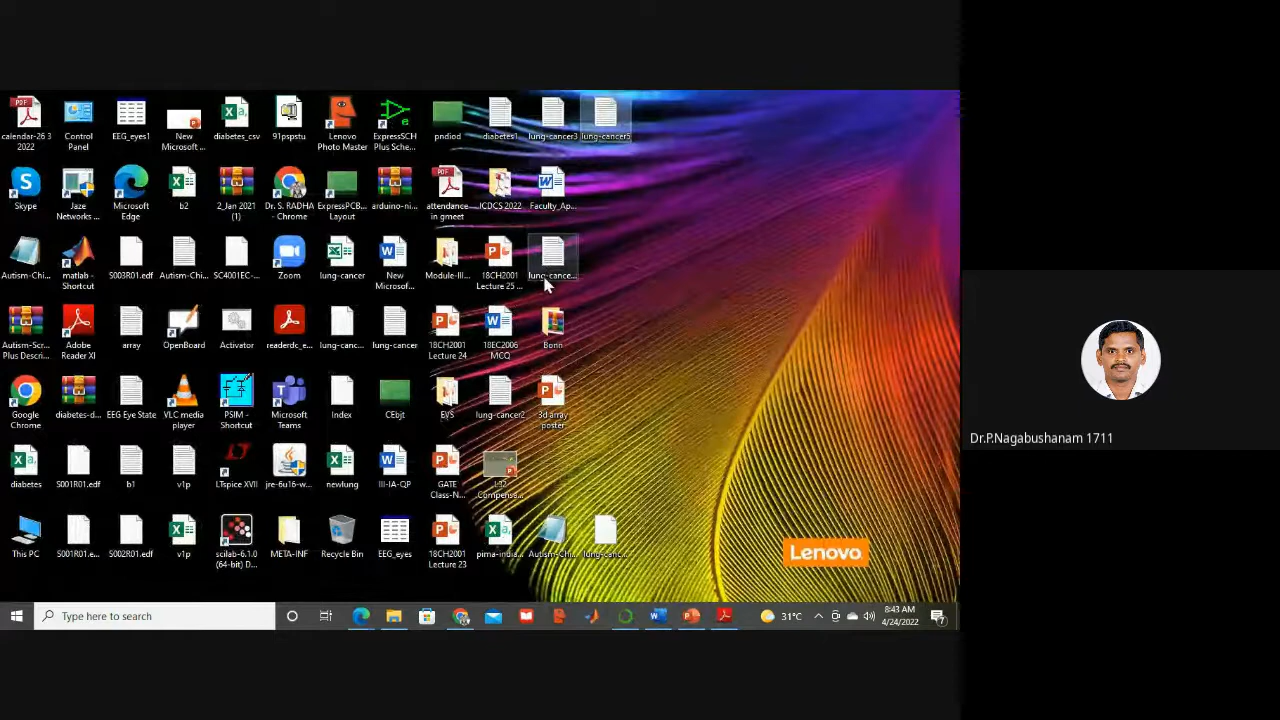 calendar-26 3
2022
Control
Panel
EEG_eyes1
New
Microsoft ...
diabetes_csv
91pspstu
Lenovo
Photo Master
ExpressSCH
Plus Sche...
pndiod
diabetes1
lung-cancer3
lung-cancer5
Skype
Jaze
Networks ...
Microsoft
Edge
b2
2_Jan 2021
(1)
Dr. S. RADHA
- Chrome
ExpressPCB...
Layout
arduino-ni...
attendance
in gmeet
ICDCS 2022
Faculty_Ap...
Autism-Chi...
matlab -
Shortcut
S003R01.edf
Autism-Chi...
SC4001EC-...
Zoom
lung-cancer
New
Microsof...
Module-III...
18CH2001
Lecture 25 ...
lung-cance...
Autism-Scr...
Plus Descri...
Adobe
Reader XI
array
OpenBoard
Activator
readerdc_e...
lung-canc...
lung-cancer
18CH2001
Lecture 24
18EC2006
MCQ
Bonn
Google
Chrome
diabetes-d...
EEG Eye State
VLC media
player
PSIM -
Shortcut
Microsoft
Teams
Index
CEbjt
EVS
lung-cancer2
3d array
poster
diabetes
S001R01.edf
b1
v1p
LTspice XVII
jre-6u16-w...
newlung
III-IA-QP
GATE
Class-N...
L32
Compensa...
This PC
S001R01.e...
S002R01.edf
v1p
scilab-6.1.0
(64-bit) D...
META-INF
Recycle Bin
EEG_eyes
18CH2001
Lecture 23
pima-india...
Autism-Chi...
lung-canc...
Lenovo
Type here to search
31°C
8:43 AM
4/24/2022
7
Dr.P.Nagabushanam 1711